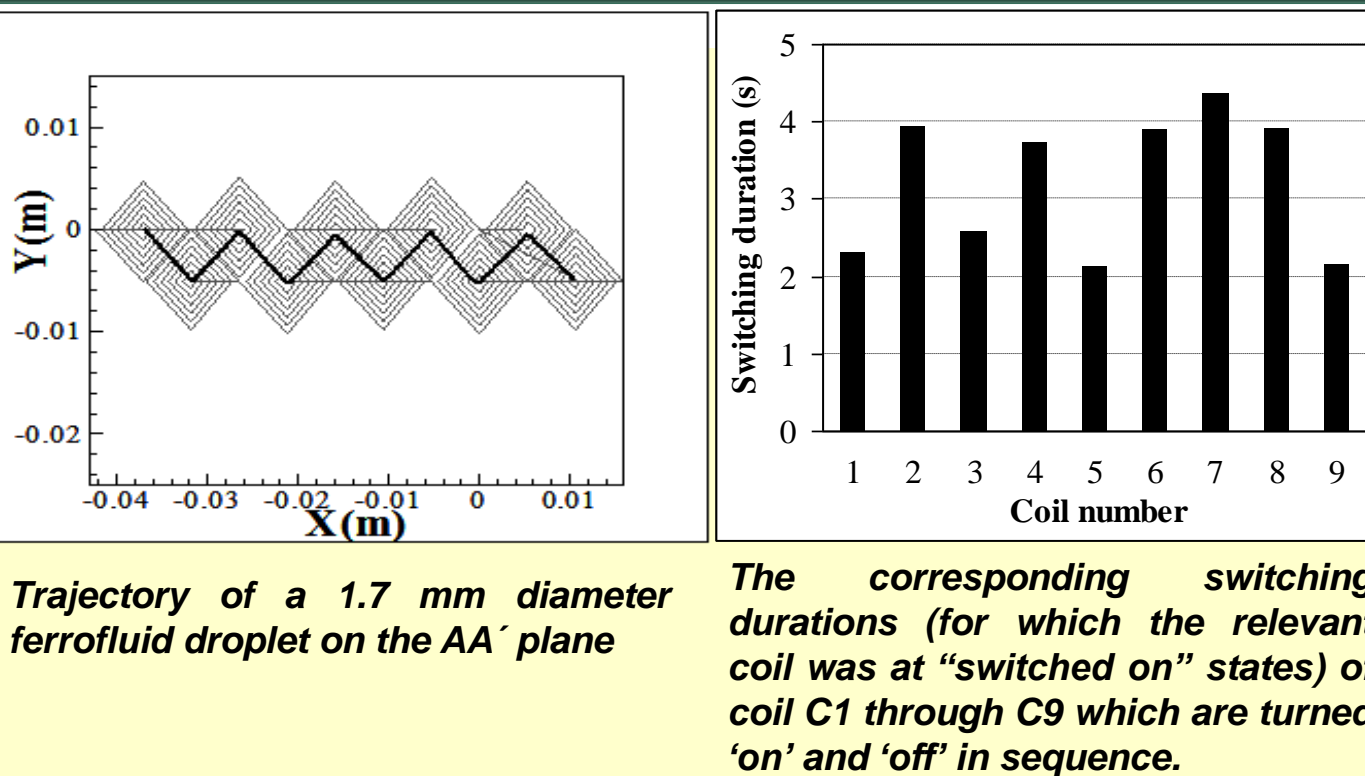 0.01
0
-0.01
-0.02
Y(m)
-0.04 -0.03 -0.02 -0.01 0 0.01
X(m)
Trajectory of a 1.7 mm diameter
ferrofluid droplet on the AA´ plane
5
4
3
2
1
0
Switching duration (s)
1 2 3 4 5 6 7 8 9
Coil number
The corresponding switching
durations (for which the relevant
coil was at “switched on” states) of
coil C1 through C9 which are turned
‘on’ and ‘off’ in sequence.